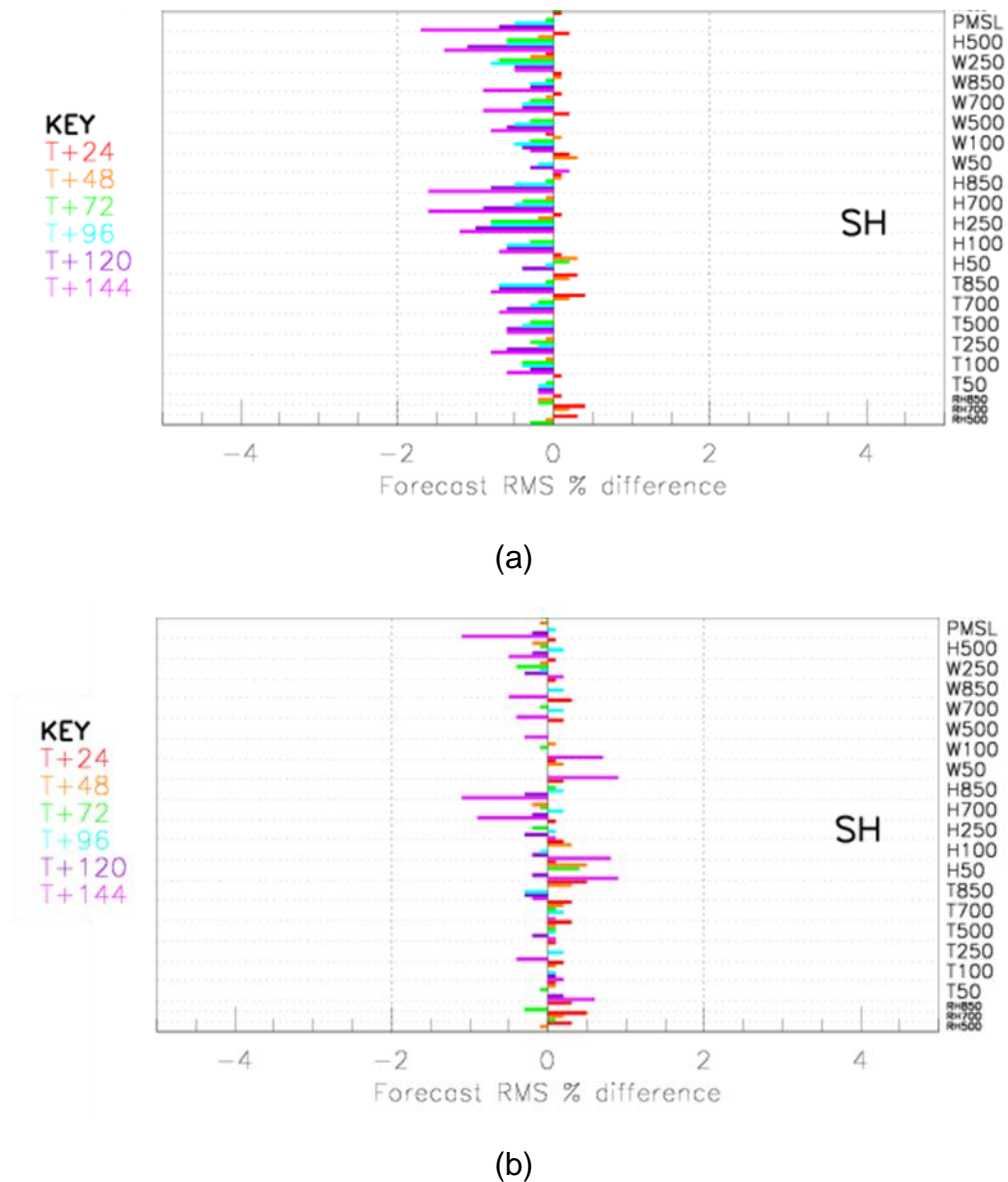 PMSL
H500
W250
W850
W700
W500
W100
W50
H850
H700
H250
H100
H50
T850
T700
T500
T250
T100
T50
RH850
RH700
RH500
KEY
T+24
T+48
T+72
T+96
T+120
T+144
SH
−4 −2 0 2 4
Forecast RMS % difference
(a)
PMSL
H500
W250
W850
W700
W500
W100
W50
H850
H700
H250
H100
H50
T850
T700
T500
T250
T100
T50
RH850
RH700
RH500
KEY
T+24
T+48
T+72
T+96
T+120
T+144
SH
−4 −2 0 2 4
Forecast RMS % difference
(b)